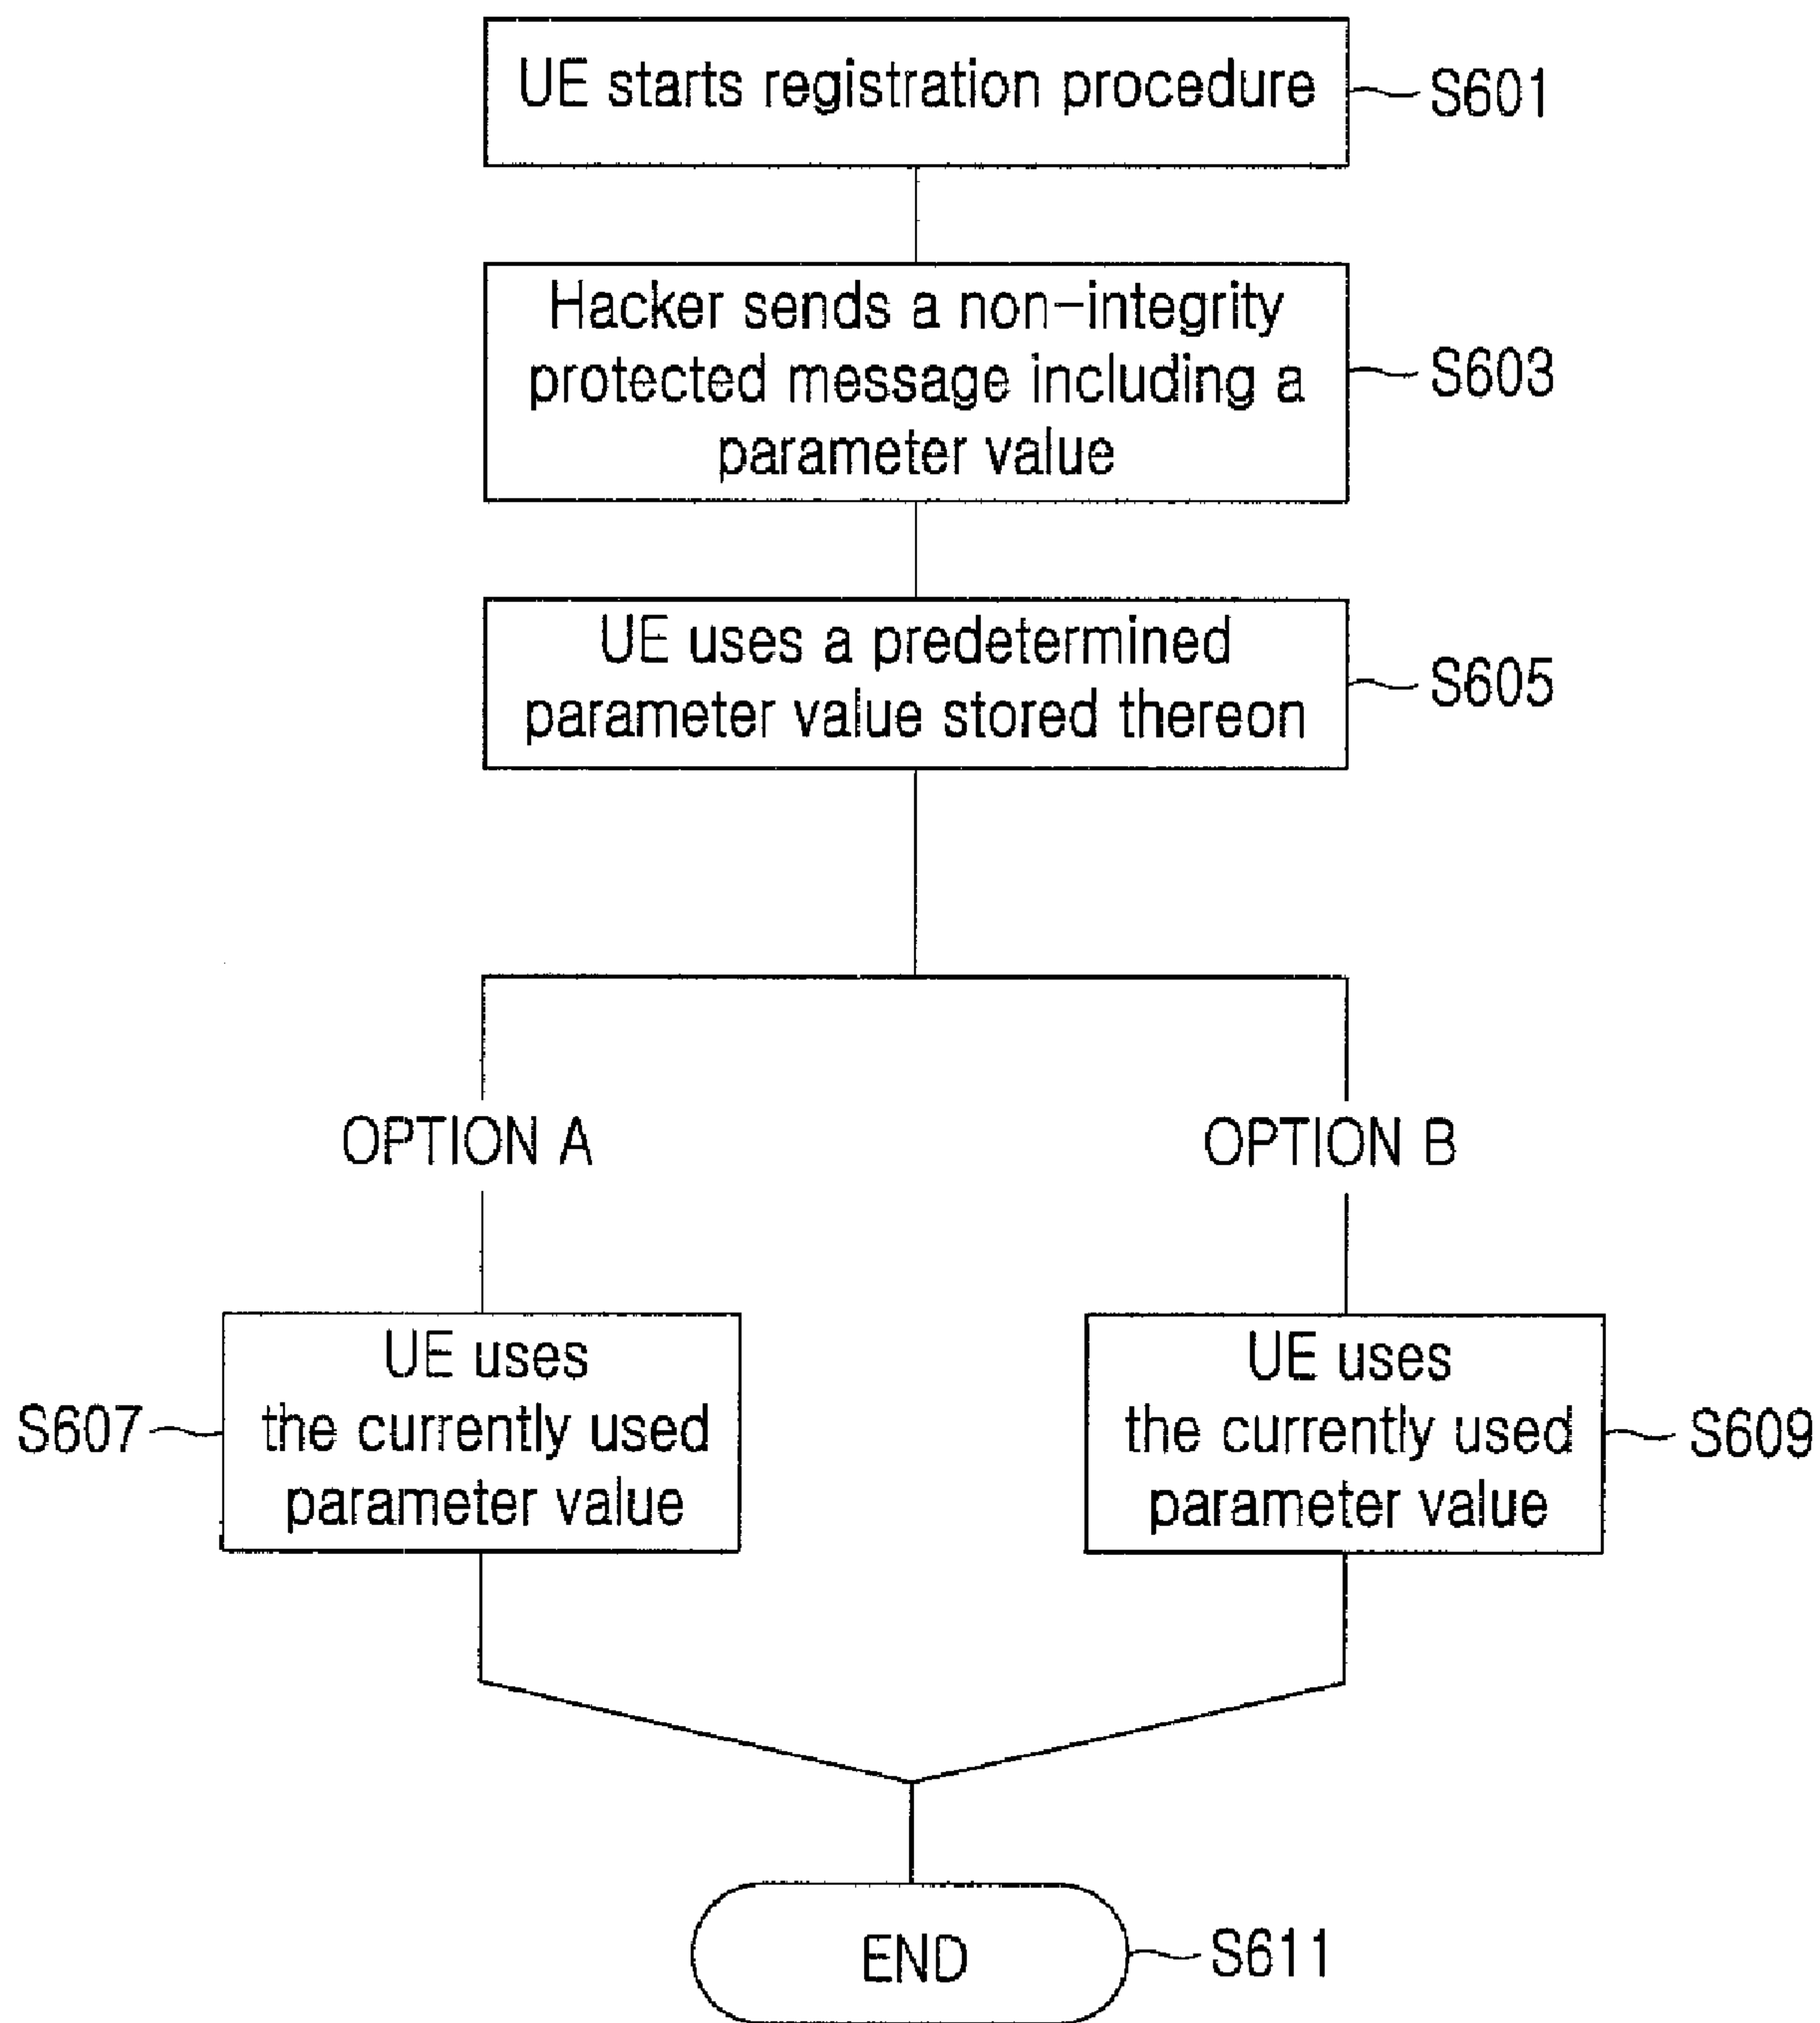 UE starts registration procedure
S601
Hacker sends a non-integrity
protected message including a
parameter value
S603
UE uses a predetermined
parameter value stored thereon
S605
OPTION A
OPTION B
UE uses
the currently used
parameter value
S607
UE uses
the currently used
parameter value
S609
END
S611